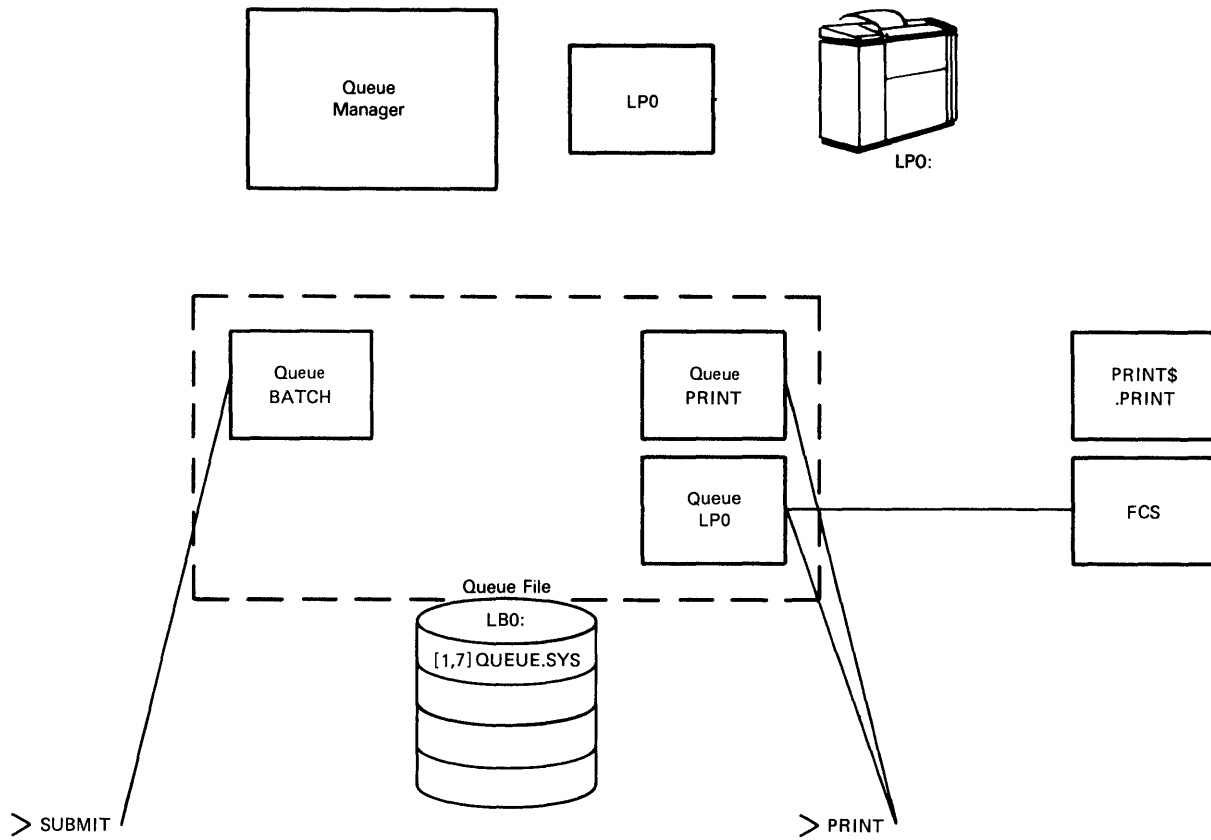 Queue
Manager
LP0
LP0:
Queue
BATCH
Queue
PRINT
PRINT$
.PRINT
Queue
LP0
FCS
Queue File
LB0:
[1,7]QUEUE.SYS
> SUBMIT
> PRINT